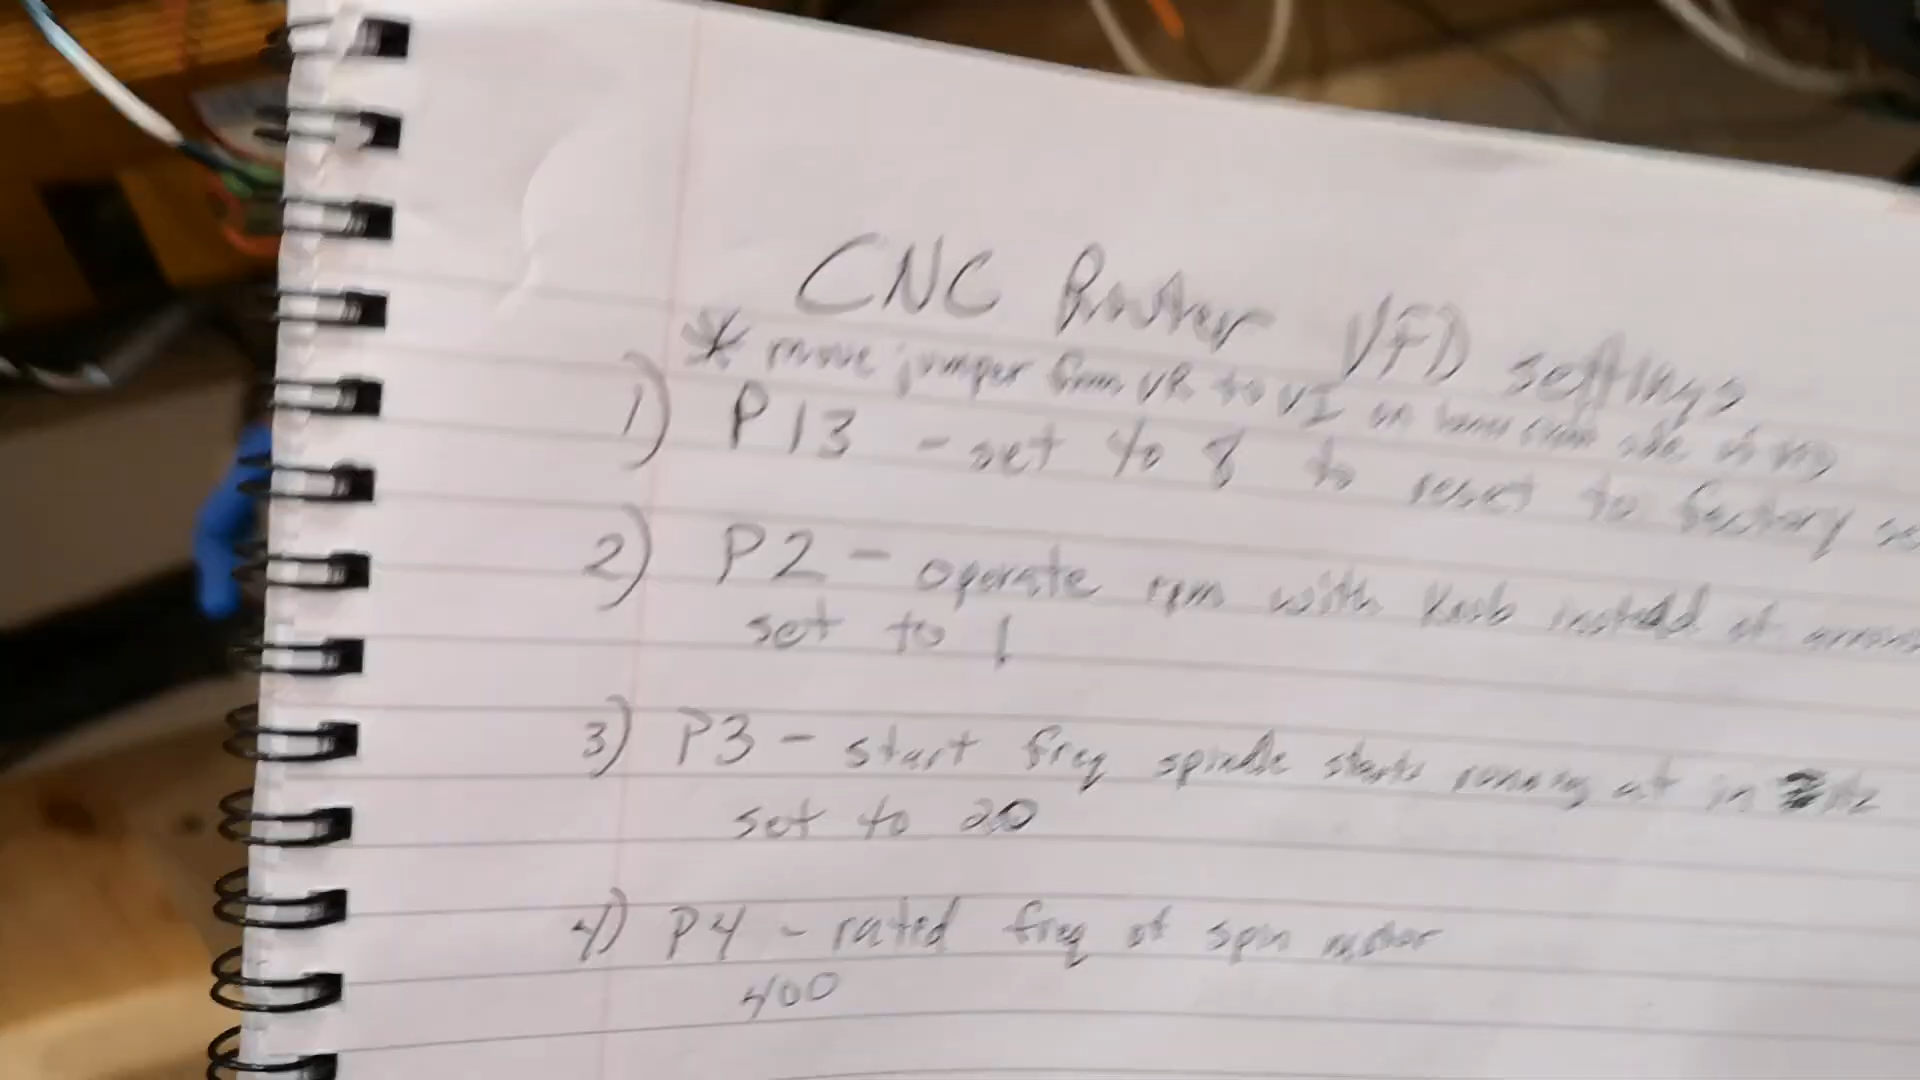 CNC Router VFD settings
* move jumper from VR to VI on
1) P13 - set to 8 to reset to factory
2) P2 - operate rpm with knob instead of
set to 1
3) P3 - start freq spindle starts running at in Hz
set to 20
4) P4 - rated freq of spin motor
400